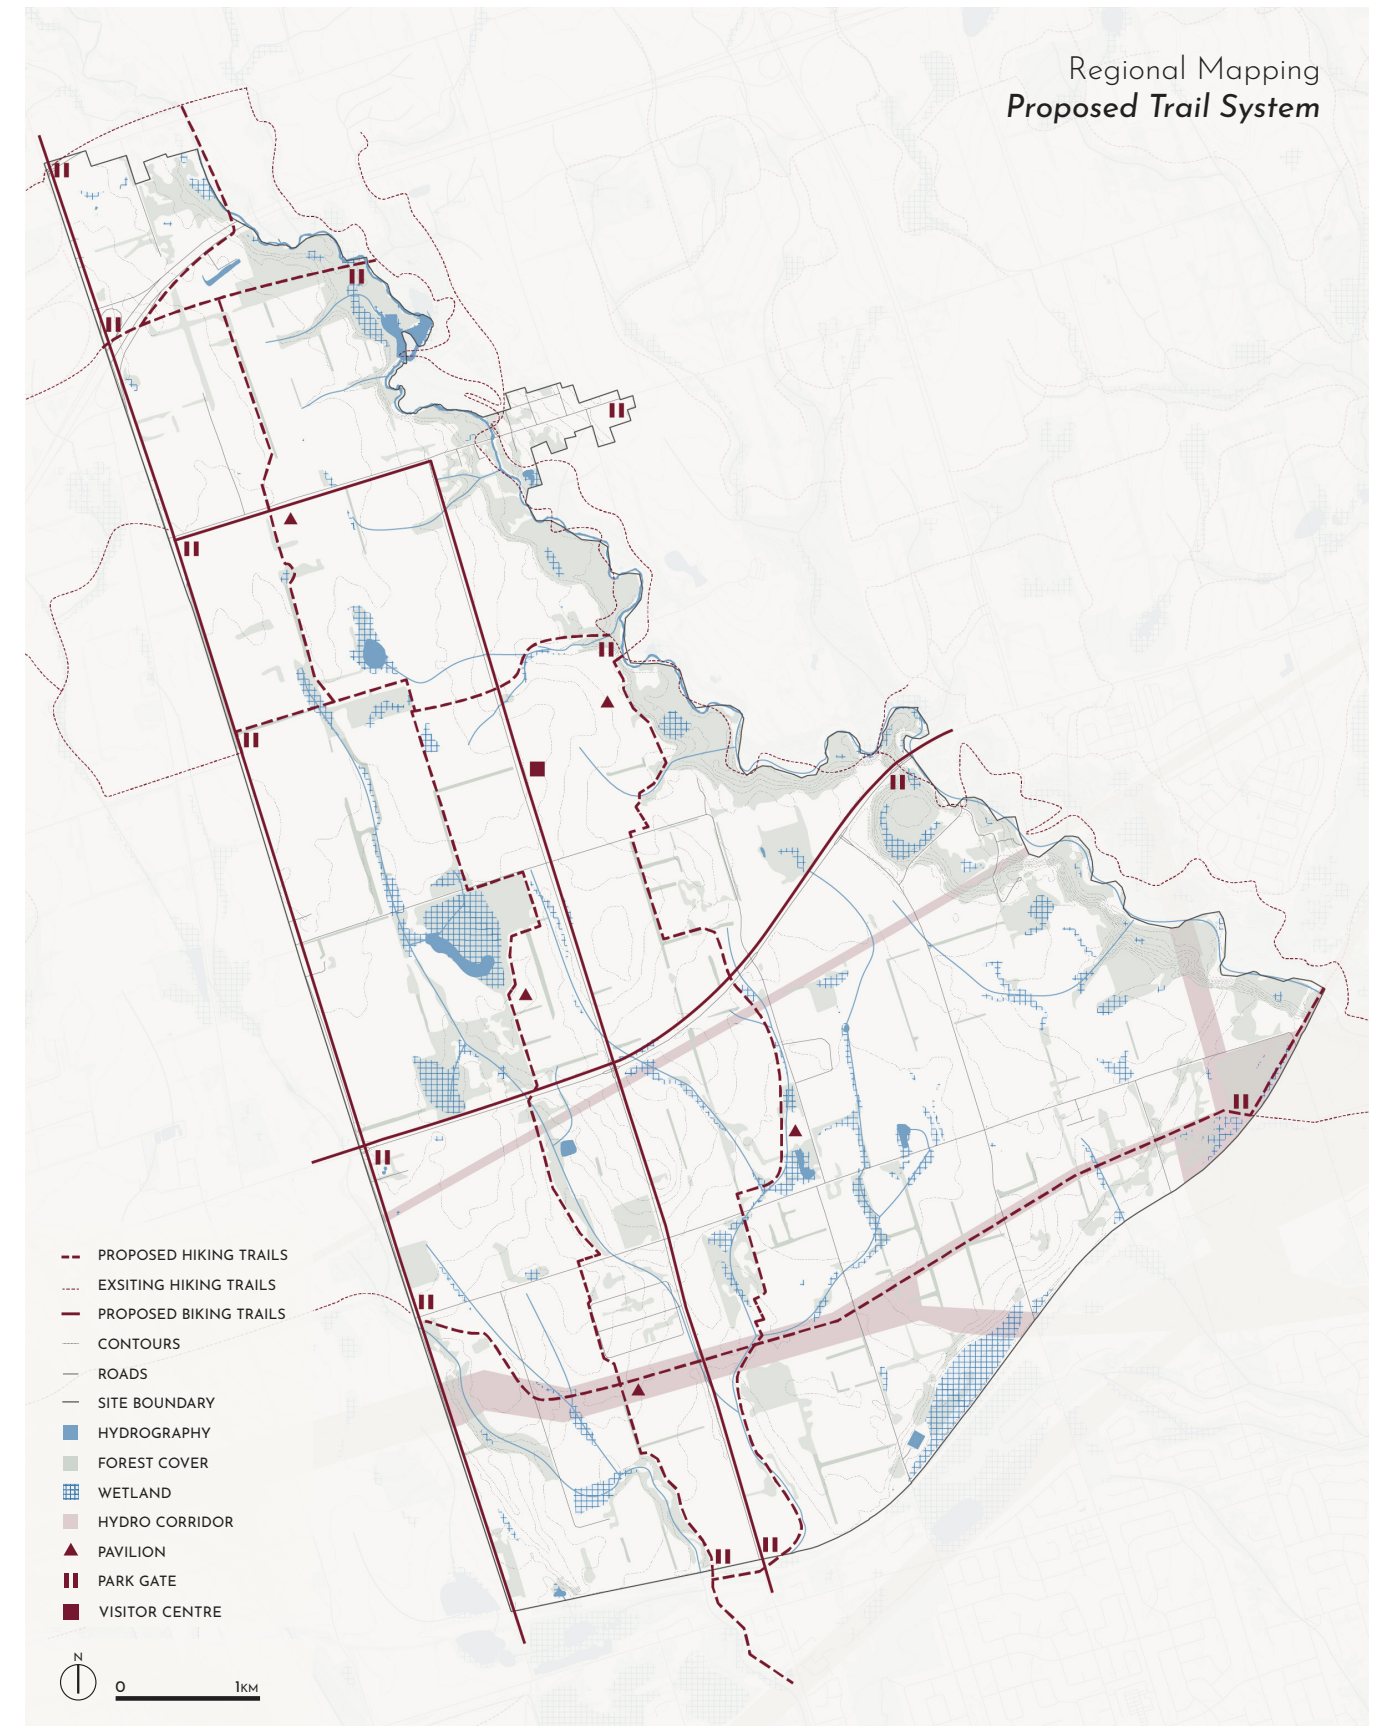 Regional Mapping
Proposed Trail System
PROPOSED HIKING TRAILS
EXSITING HIKING TRAILS
PROPOSED BIKING TRAILS
CONTOURS
ROADS
SITE BOUNDARY
HYDROGRAPHY
FOREST COVER
WETLAND
HYDRO CORRIDOR
PAVILION
PARK GATE
VISITOR CENTRE
N
0 1KM